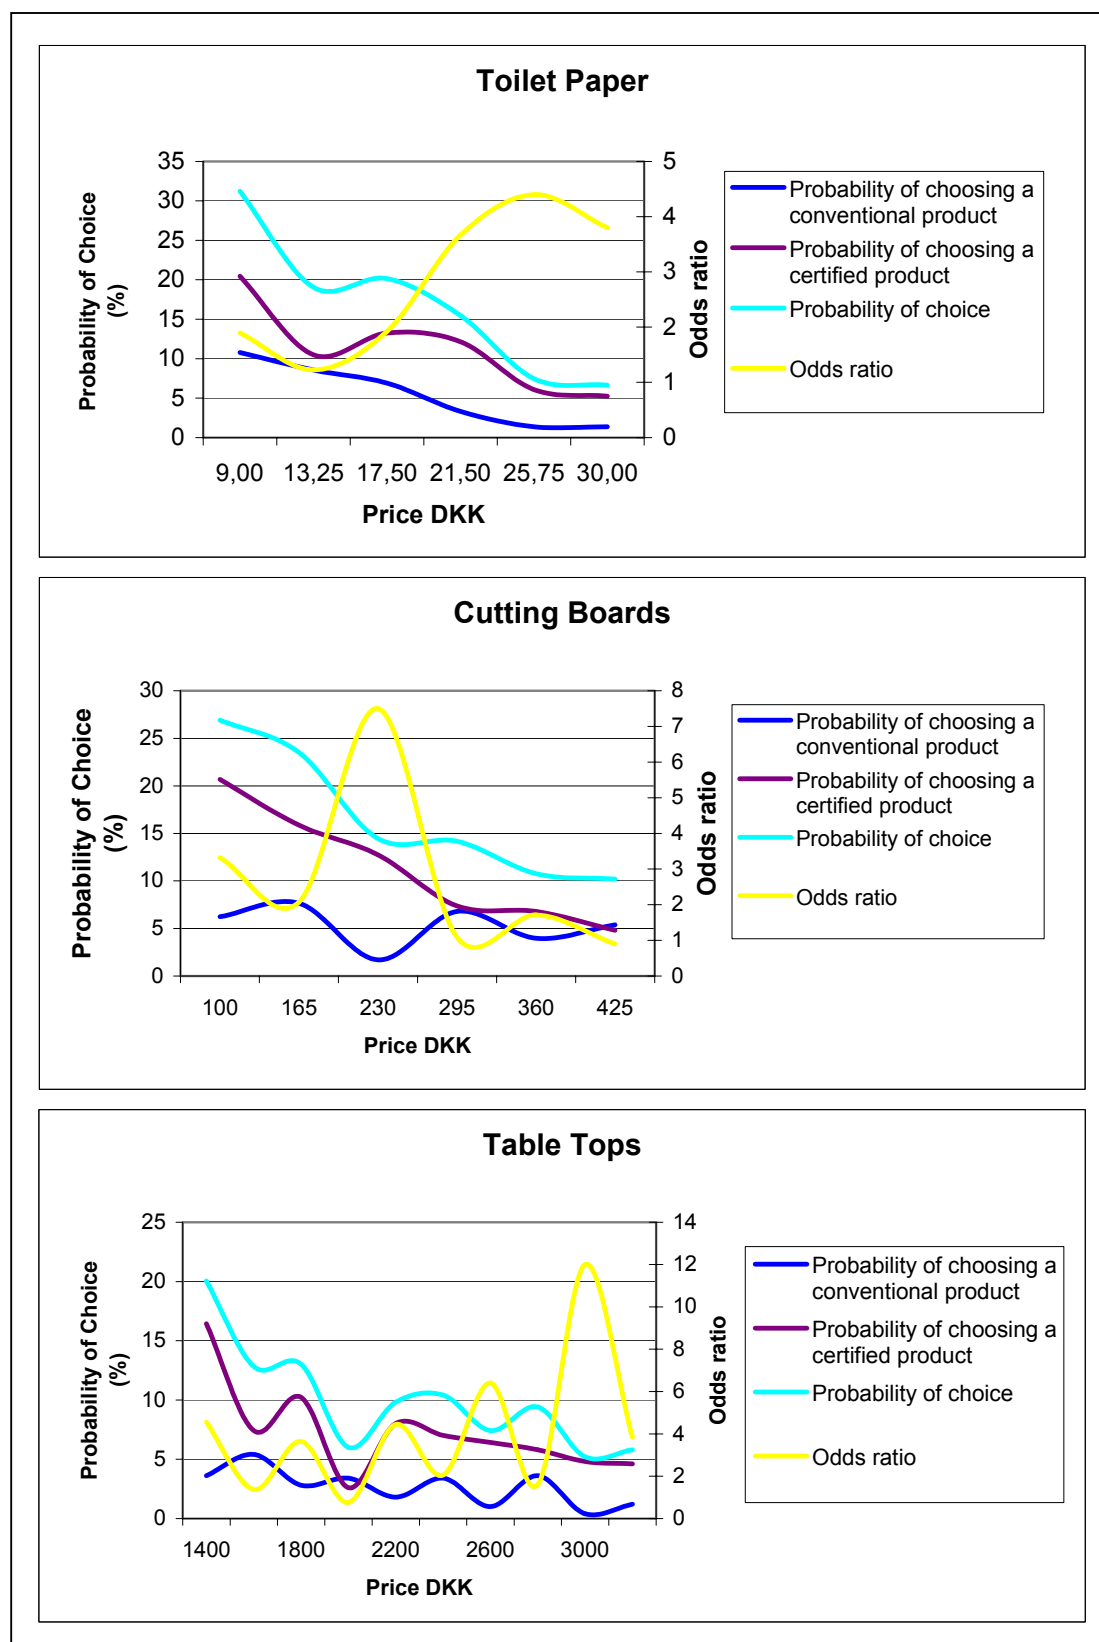 Toilet Paper
Probability of Choice
(%)
35
30
25
20
15
10
5
0
5
4
3
2
1
0
Odds ratio
9,00 13,25 17,50 21,50 25,75 30,00
Price DKK
Probability of choosing a
conventional product
Probability of choosing a
certified product
Probability of choice
Odds ratio
Cutting Boards
Probability of Choice
(%)
30
25
20
15
10
5
0
8
7
6
5
4
3
2
1
0
Odds ratio
100 165 230 295 360 425
Price DKK
Probability of choosing a
conventional product
Probability of choosing a
certified product
Probability of choice
Odds ratio
Table Tops
Probability of Choice
(%)
25
20
15
10
5
0
14
12
10
8
6
4
2
0
Odds ratio
1400 1800 2200 2600 3000
Price DKK
Probability of choosing a
conventional product
Probability of choosing a
certified product
Probability of choice
Odds ratio